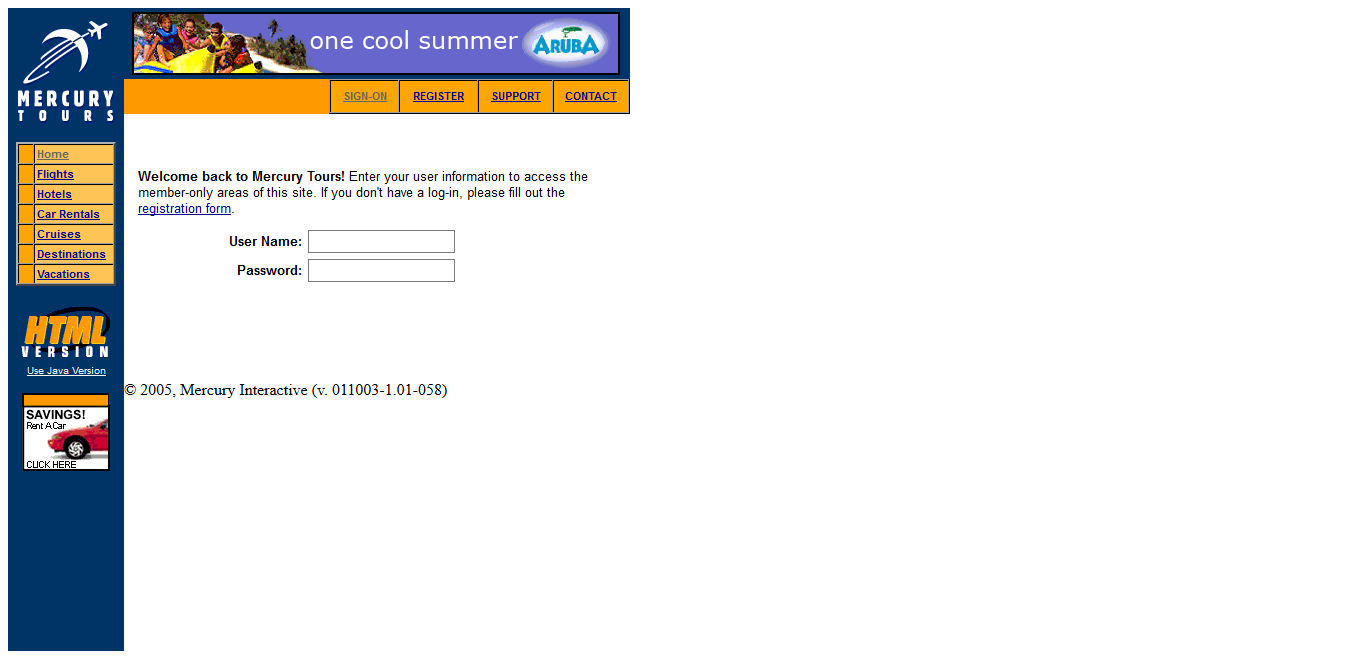 MERCURY
TOURS
one cool summer
ARUBA
SIGN-ON
REGISTER
SUPPORT
CONTACT
Home
Flights
Hotels
Car Rentals
Cruises
Destinations
Vacations
HTML
VERSION
Use Java Version
SAVINGS!
Rent A Car
CLICK HERE
Welcome back to Mercury Tours! Enter your user information to access the
member-only areas of this site. If you don't have a log-in, please fill out the
registration form.
User Name:
Password:
© 2005, Mercury Interactive (v. 011003-1.01-058)